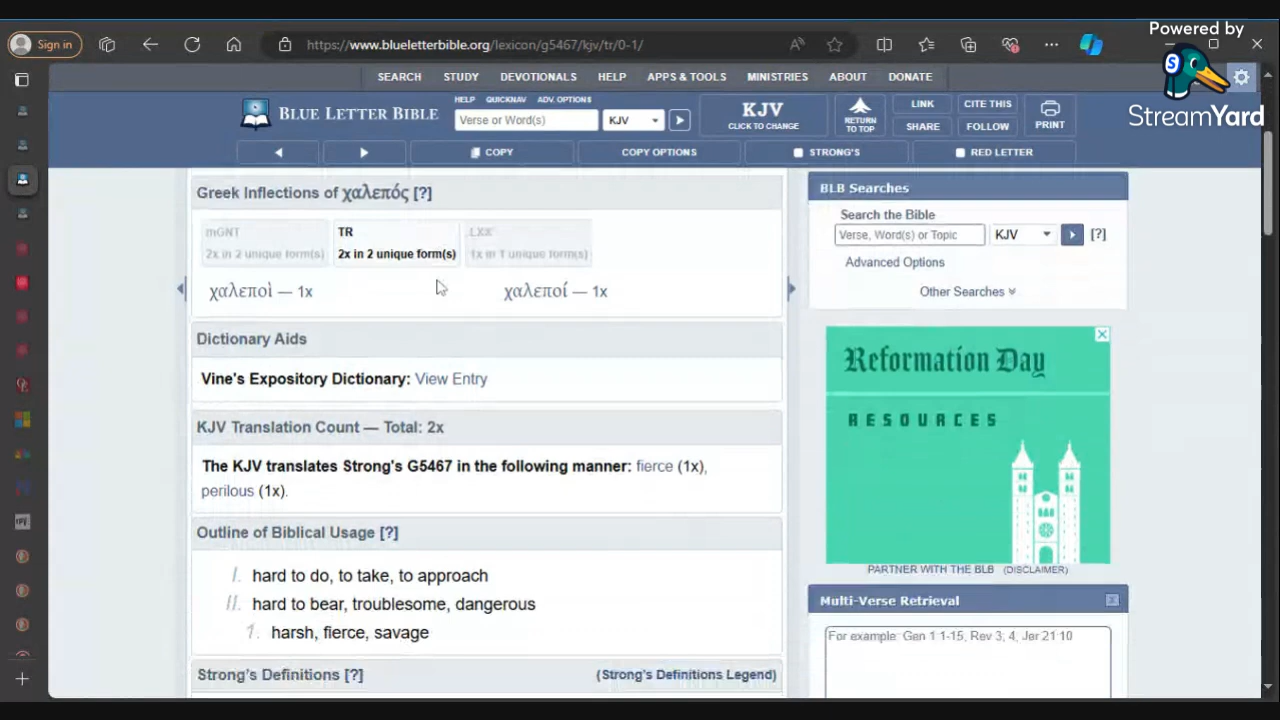 Powered by
StreamYard
Sign in
https://www.blueletterbible.org/lexicon/g5467/kjv/tr/0-1/
SEARCH STUDY DEVOTIONALS HELP APPS & TOOLS MINISTRIES ABOUT DONATE
BLUE LETTER BIBLE
HELP QUICKNAV ADV. OPTIONS
Verse or Word(s) KJV
KJV
CLICK TO CHANGE
RETURN
TO TOP
LINK CITE THIS
SHARE FOLLOW
PRINT
COPY COPY OPTIONS STRONG'S RED LETTER
Greek Inflections of χαλεπός [?]
mGNT
2x in 2 unique form(s)
TR
2x in 2 unique form(s)
LXX
1x in 1 unique form(s)
χαλεποὶ — 1x χαλεποί — 1x
Dictionary Aids
Vine's Expository Dictionary: View Entry
KJV Translation Count — Total: 2x
The KJV translates Strong's G5467 in the following manner: fierce (1x),
perilous (1x).
Outline of Biblical Usage [?]
I. hard to do, to take, to approach
II. hard to bear, troublesome, dangerous
1. harsh, fierce, savage
Strong's Definitions [?] (Strong's Definitions Legend)
BLB Searches
Search the Bible
Verse, Word(s) or Topic KJV [?]
Advanced Options
Other Searches
Reformation Day
RESOURCES
PARTNER WITH THE BLB (DISCLAIMER)
Multi-Verse Retrieval
For example: Gen 1:1-15, Rev 3; 4, Jer 21:10